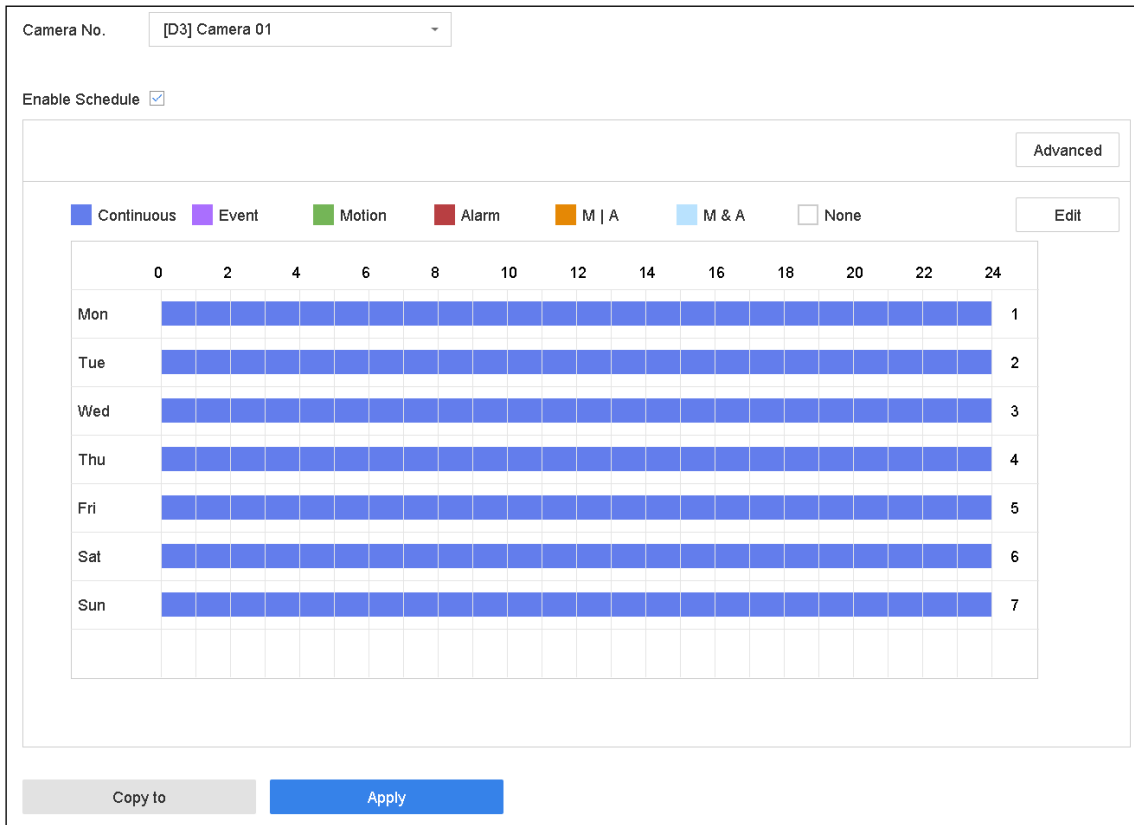 Camera No. [D3] Camera 01
Enable Schedule
Advanced
Continuous Event Motion Alarm M | A M & A None Edit
0 2 4 6 8 10 12 14 16 18 20 22 24
Mon 1
Tue 2
Wed 3
Thu 4
Fri 5
Sat 6
Sun 7
Copy to Apply